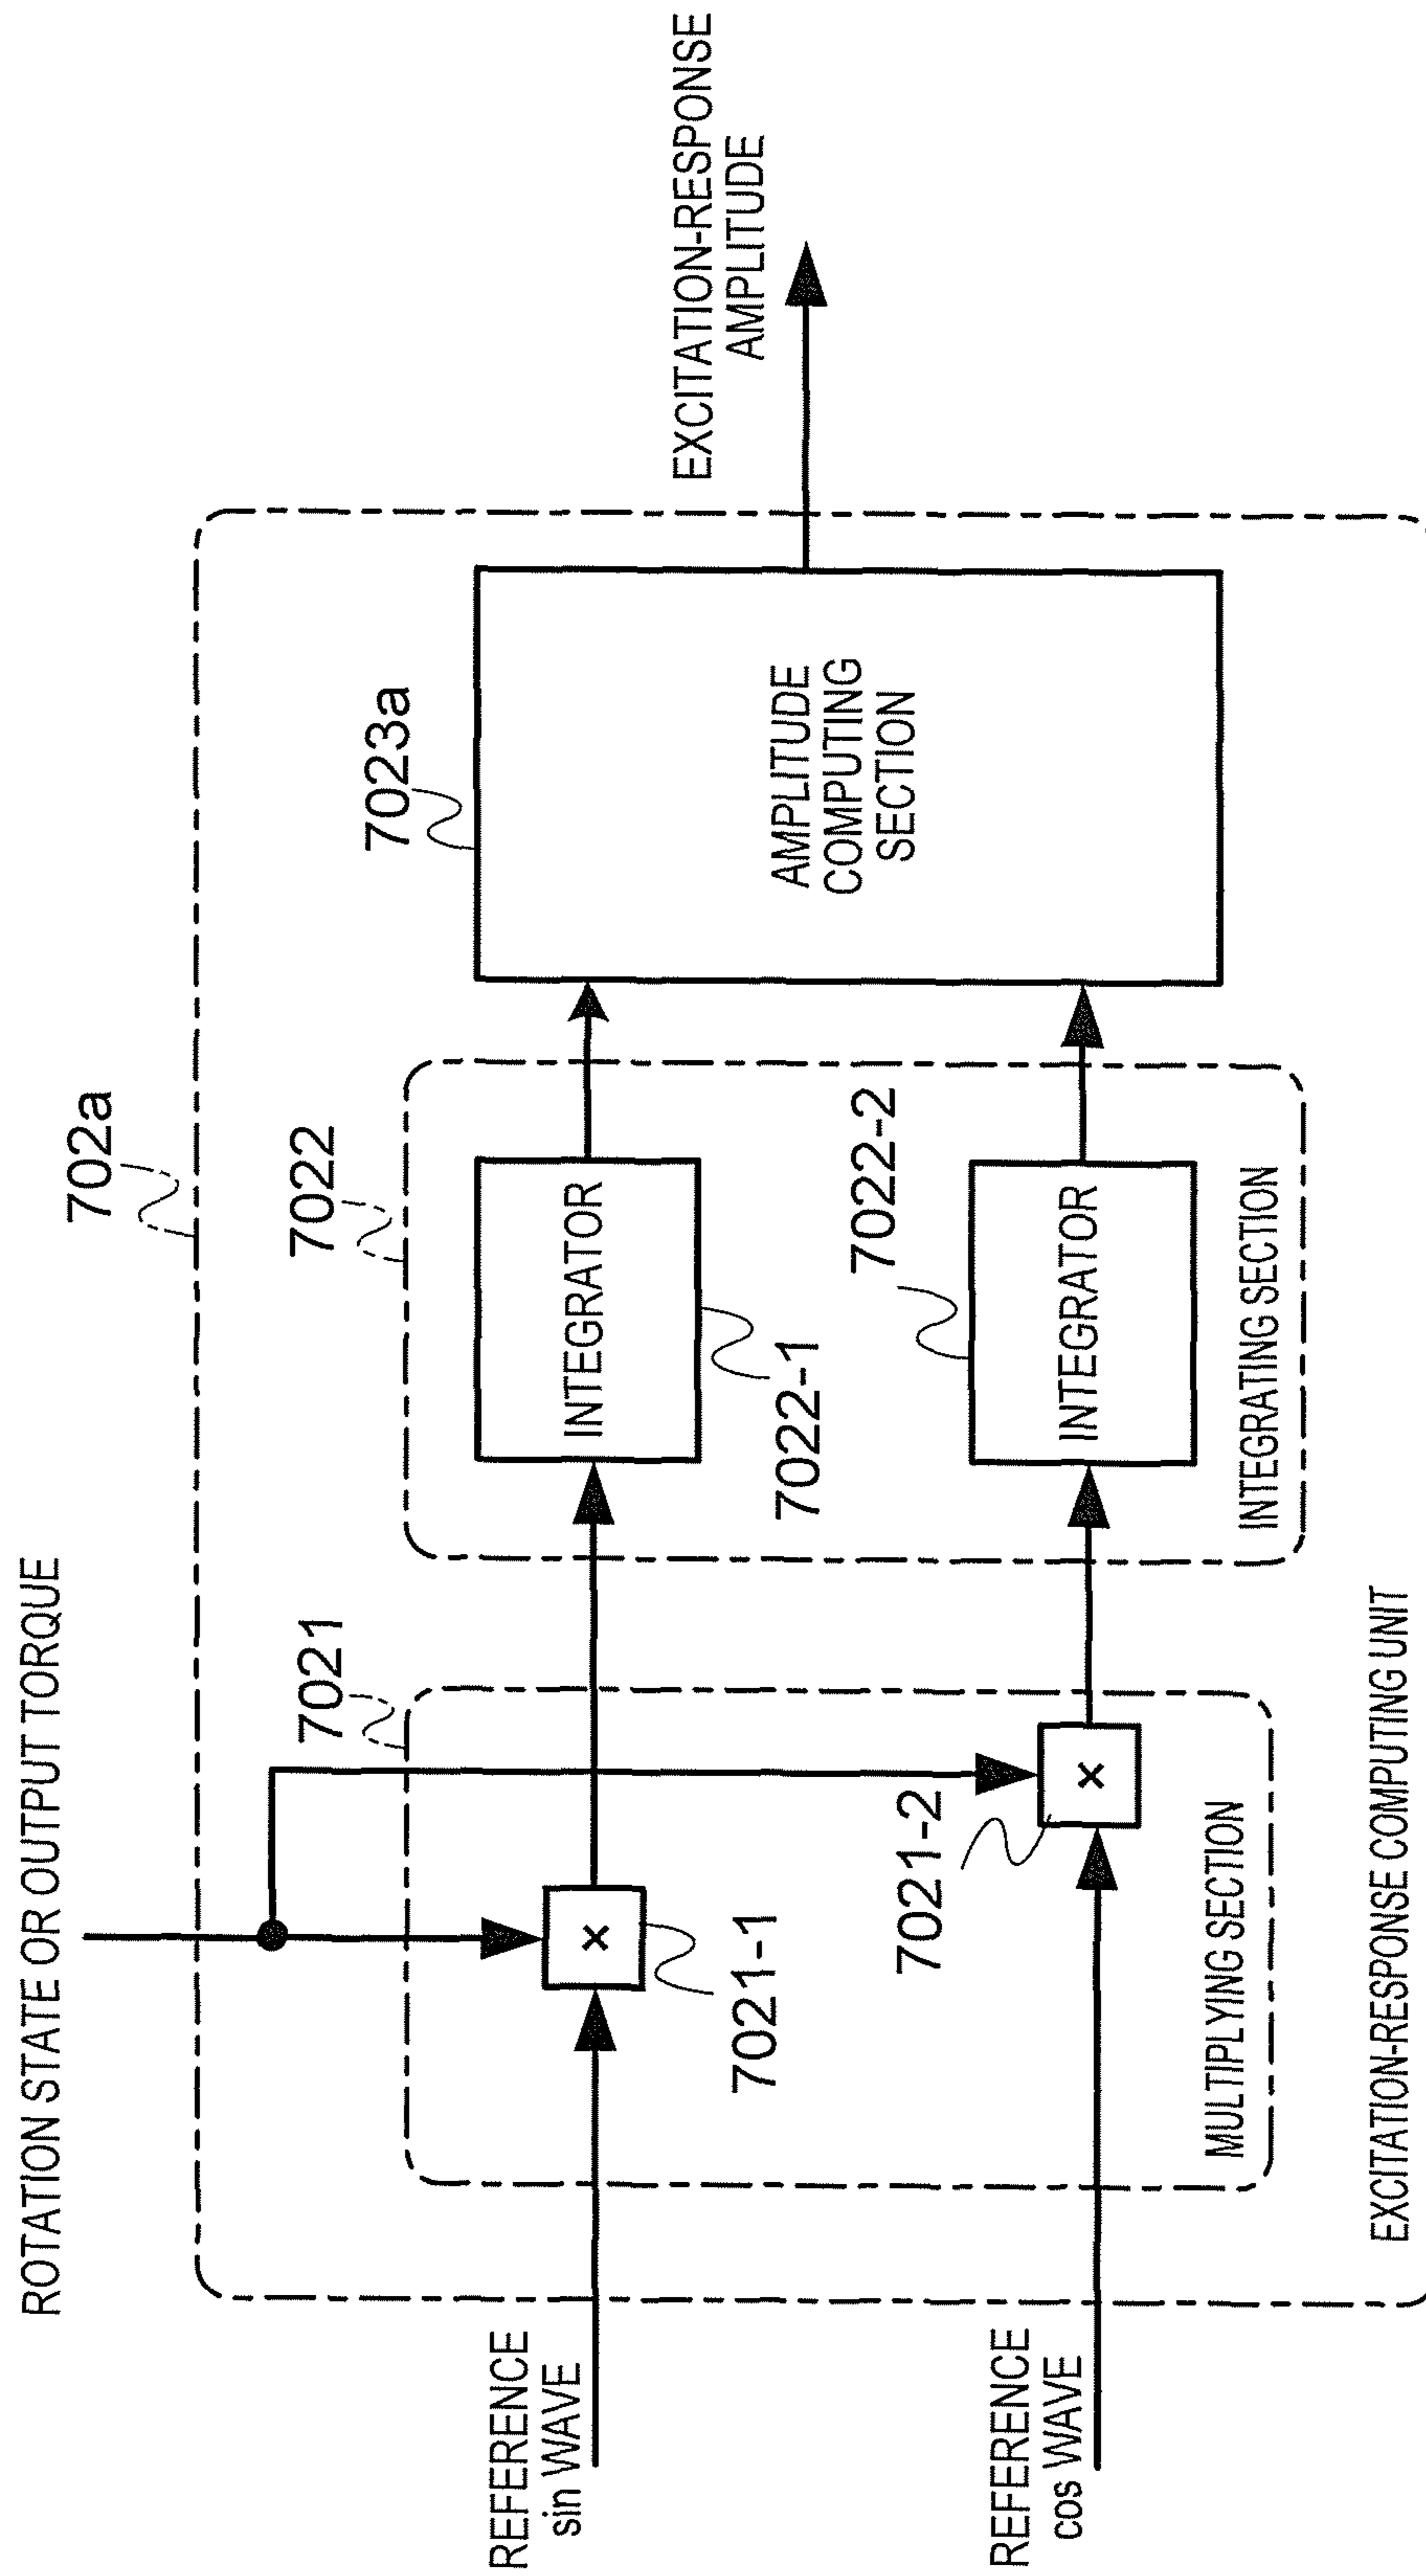 ROTATION STATE OR OUTPUT TORQUE
702a
7021
7022
7023a
REFERENCE
sin WAVE
×
7021-1
INTEGRATOR
7022-1
AMPLITUDE
COMPUTING
SECTION
EXCITATION-RESPONSE
AMPLITUDE
REFERENCE
cos WAVE
7021-2
×
7022-2
INTEGRATOR
MULTIPLYING SECTION
INTEGRATING SECTION
EXCITATION-RESPONSE COMPUTING UNIT